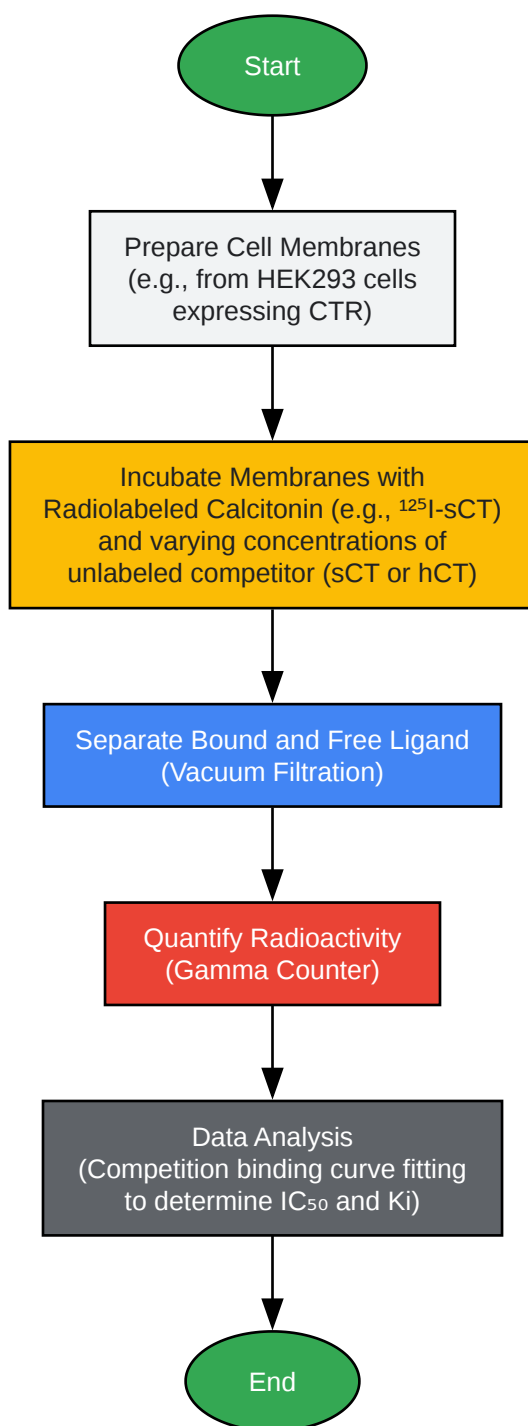 Start
Prepare Cell Membranes
(e.g., from HEK293 cells
expressing CTR)
Incubate Membranes with
Radiolabeled Calcitonin (e.g., ¹²⁵I-sCT)
and varying concentrations of
unlabeled competitor (sCT or hCT)
Separate Bound and Free Ligand
(Vacuum Filtration)
Quantify Radioactivity
(Gamma Counter)
Data Analysis
(Competition binding curve fitting
to determine IC₅₀ and Ki)
End